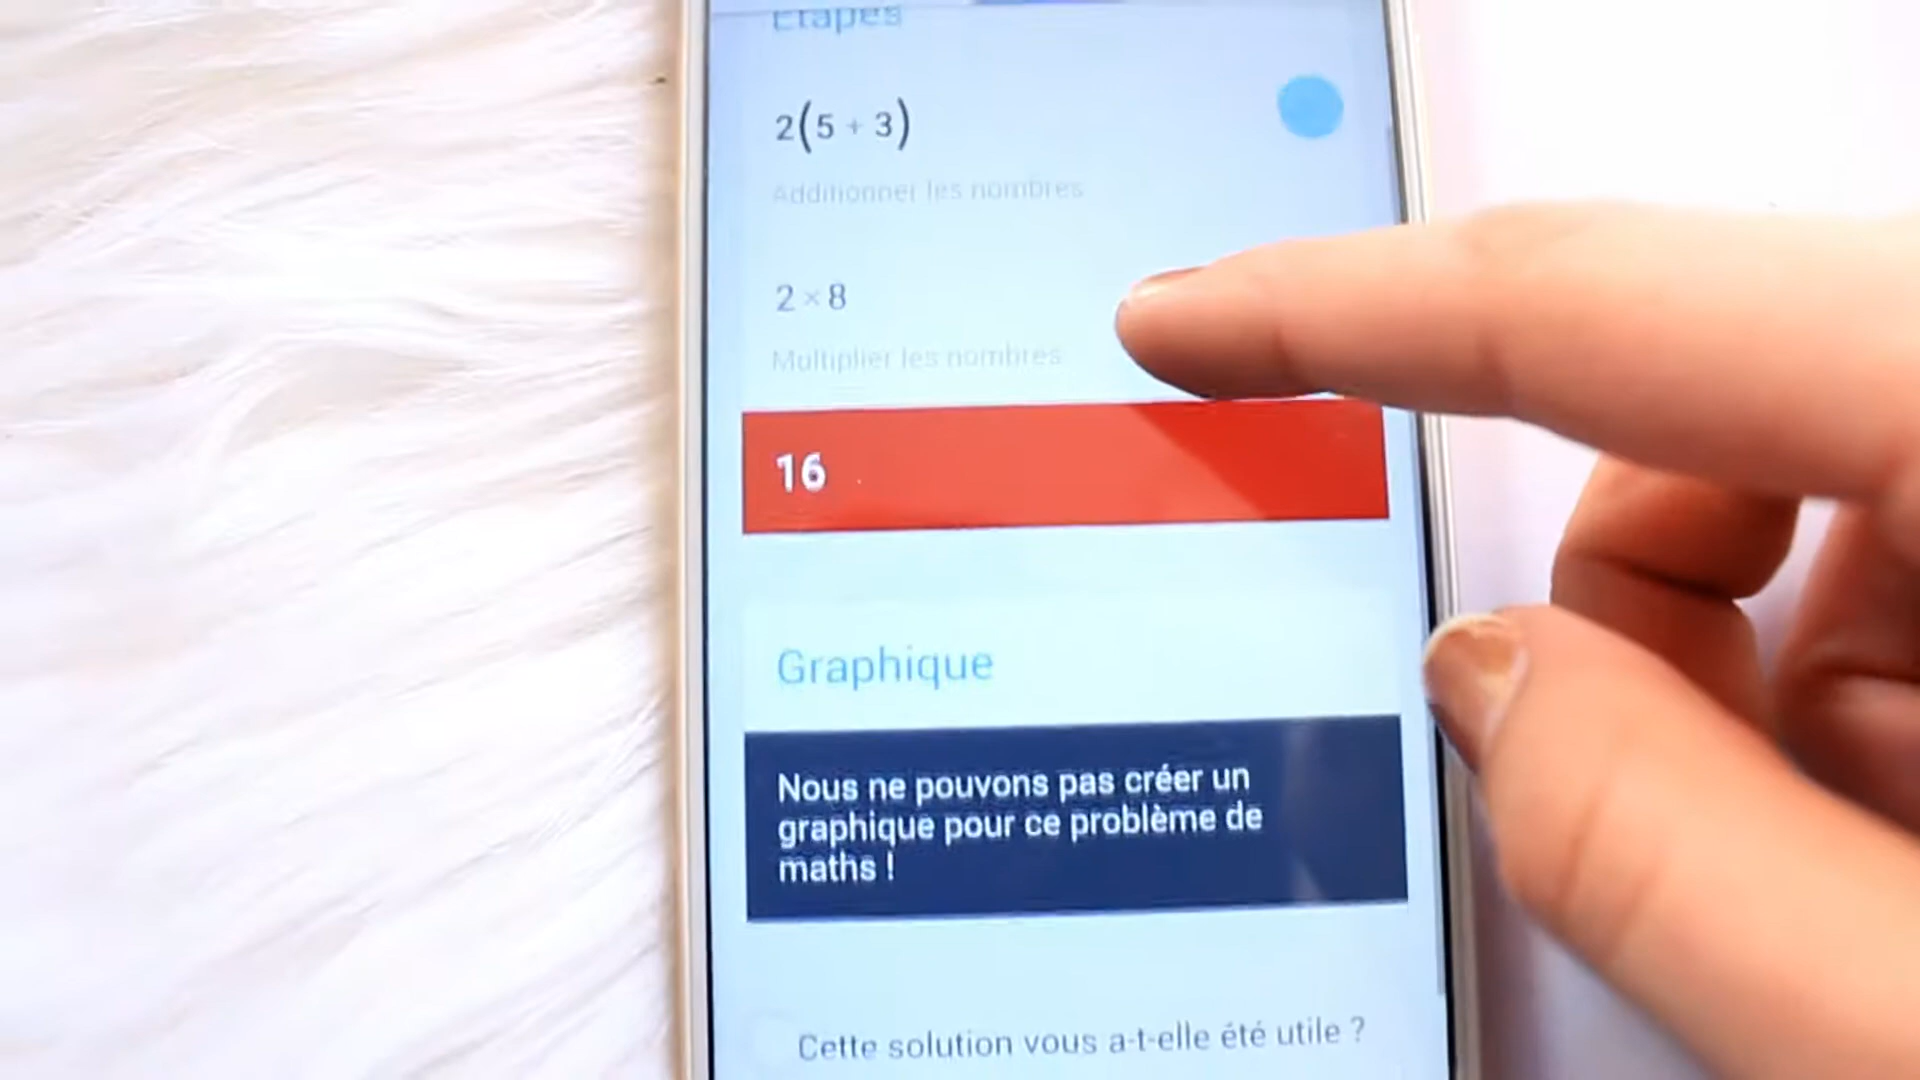 Etapes
2(5 + 3)
Additionner les nombres
2 × 8
Multiplier les nombres
16
Graphique
Nous ne pouvons pas créer un
graphique pour ce problème de
maths !
Cette solution vous a-t-elle été utile ?